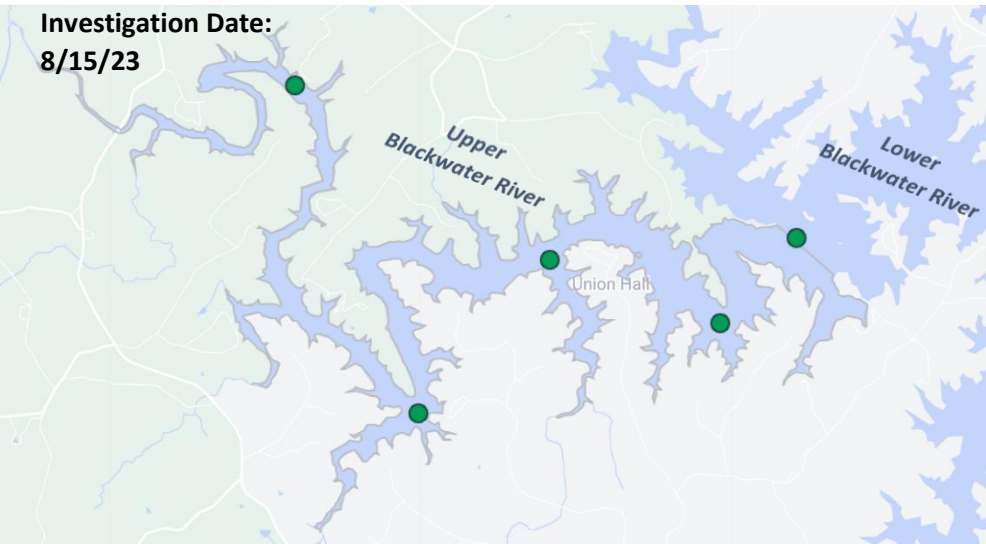 Investigation Date:
8/15/23
Upper
Blackwater River
Lower
Blackwater River
Union Hall